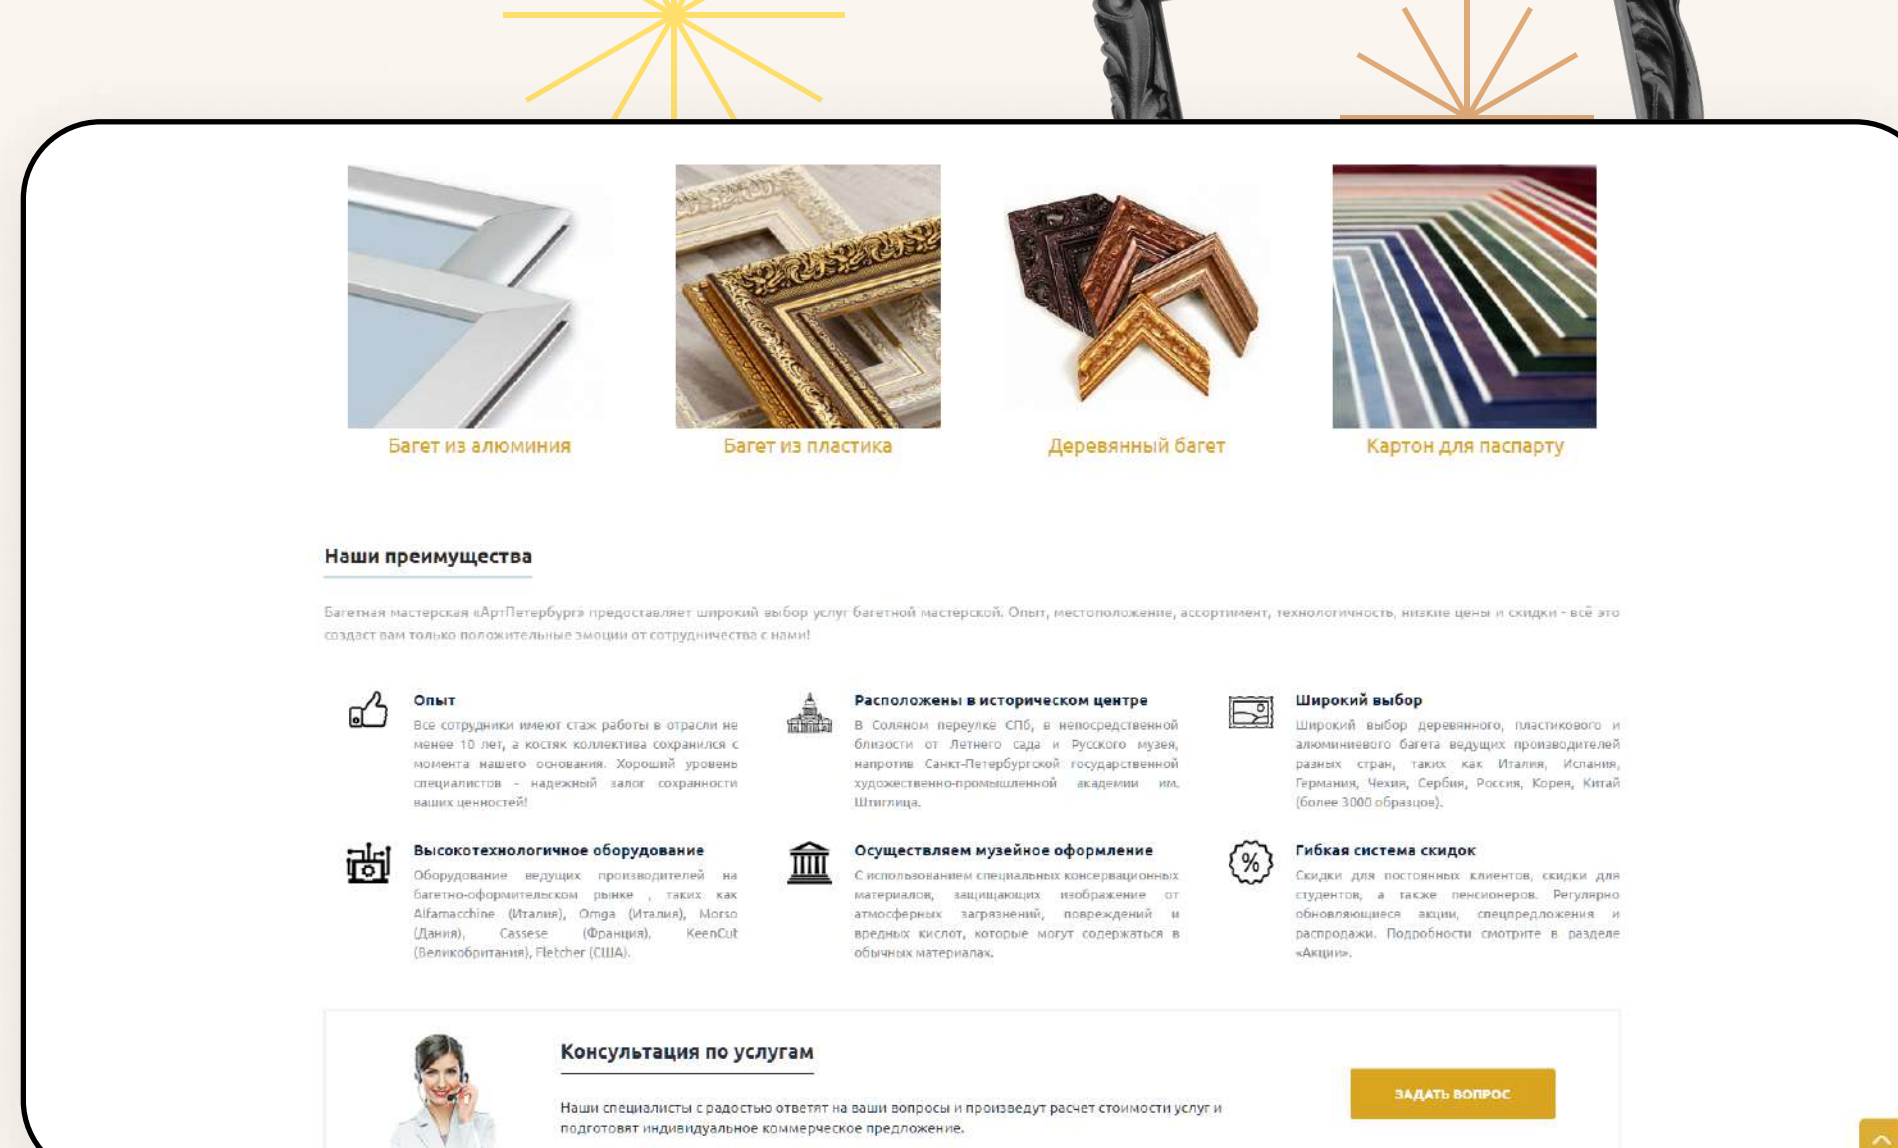 Багет из алюминия
Багет из пластика
Деревянный багет
Картон для паспарту
Наши преимущества
Багетная мастерская «АртПетербург» предоставляет широкий выбор услуг багетной мастерской. Опыт, местоположение, ассортимент, технологичность, низкие цены и скидки - всё это
создаст вам только положительные эмоции от сотрудничества с нами!
Опыт
Все сотрудники имеют стаж работы в отрасли не
менее 10 лет, а костяк коллектива сохранился с
момента нашего основания. Хороший уровень
специалистов - надежный залог сохранности
ваших ценностей!
Расположены в историческом центре
В Соляном переулке СПб, в непосредственной
близости от Летнего сада и Русского музея,
напротив Санкт-Петербургской государственной
художественно-промышленной академии им.
Штиглица.
Широкий выбор
Широкий выбор деревянного, пластикового и
алюминиевого багета ведущих производителей
разных стран, таких как Италия, Испания,
Германия, Чехия, Сербия, Россия, Корея, Китай
(более 3000 образцов).
Высокотехнологичное оборудование
Оборудование ведущих производителей на
багетно-оформительском рынке , таких как
Alfamacchine (Италия), Omga (Италия), Morso
(Дания), Cassese (Франция), KeenCut
(Великобритания), Fletcher (США).
Осуществляем музейное оформление
С использованием специальных консервационных
материалов, защищающих изображение от
атмосферных загрязнений, повреждений и
вредных кислот, которые могут содержаться в
обычных материалах.
%
Гибкая система скидок
Скидки для постоянных клиентов, скидки для
студентов, а также пенсионеров. Регулярно
обновляющиеся акции, спецпредложения и
распродажи. Подробности смотрите в разделе
«Акции».
Консультация по услугам
Наши специалисты с радостью ответят на ваши вопросы и произведут расчет стоимости услуг и
подготовят индивидуальное коммерческое предложение.
ЗАДАТЬ ВОПРОС